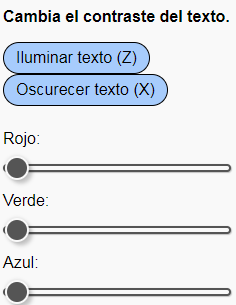 Cambia el contraste del texto.
Iluminar texto (Z)
Oscurecer texto (X)
Rojo:
Verde:
Azul: